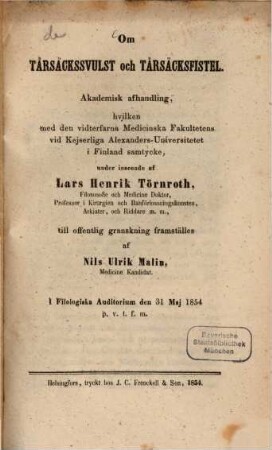 Om
TÅRSÄCKSSVULST och TÅRSÄCKSFISTEL.
Akademisk afhandling,
hvilken
med den vidterfarna Medicinska Fakultetens
vid Kejserliga Alexanders-Universitetet
i Finland samtycke,
under inseende af
Lars Henrik Törnroth,
Filosofie och Medicine Doktor,
Professor i Kirurgien och Barnförlossningskonsten,
Arkiater, och Riddare m. m.,
till offentlig granskning framställes
af
Nils Ulrik Malin,
Medicine Kandidat.
i Filologiska Auditorium den 31 Maj 1854
p. v. t. f. m.
Bayerische
Staatsbibliothek
München
Helsingfors, tryckt hos J. C. Frenckell & Son, 1854.